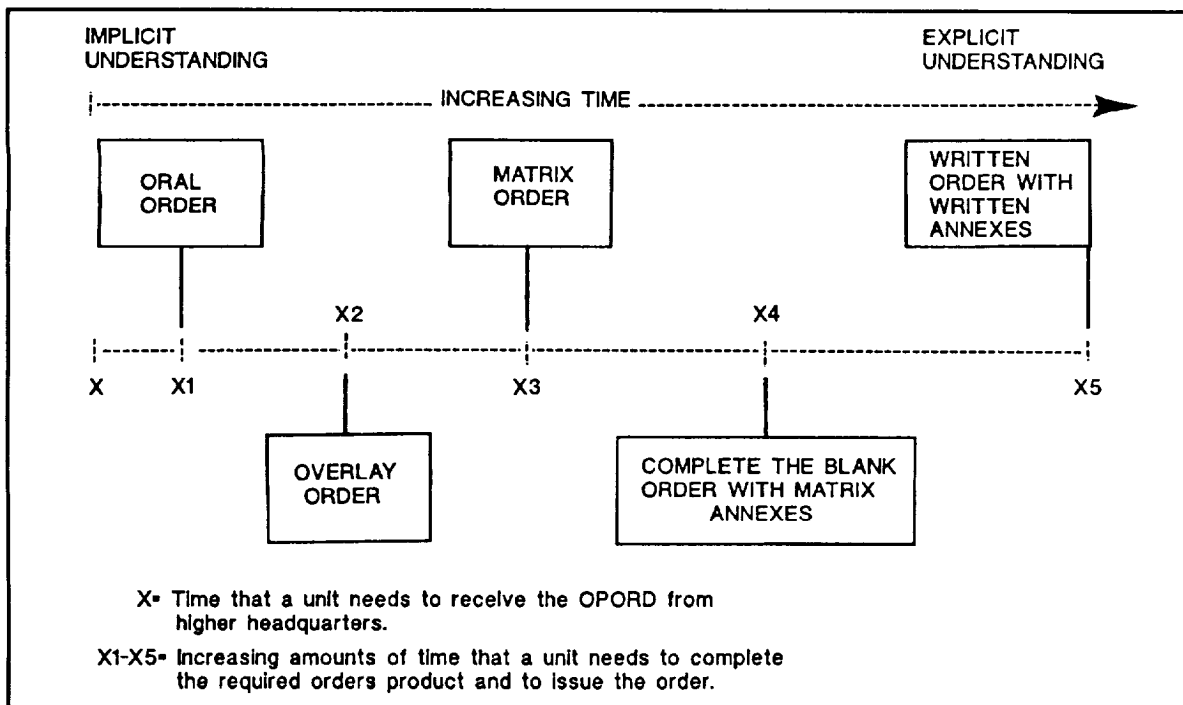 IMPLICIT
UNDERSTANDING
EXPLICIT
UNDERSTANDING
INCREASING TIME
ORAL
ORDER
MATRIX
ORDER
WRITTEN
ORDER WITH
WRITTEN
ANNEXES
X2
X4
X
X1
X3
X5
OVERLAY
ORDER
COMPLETE THE BLANK
ORDER WITH MATRIX
ANNEXES
X= Time that a unit needs to receive the OPORD from
higher headquarters.
X1-X5= Increasing amounts of time that a unit needs to complete
the required orders product and to issue the order.